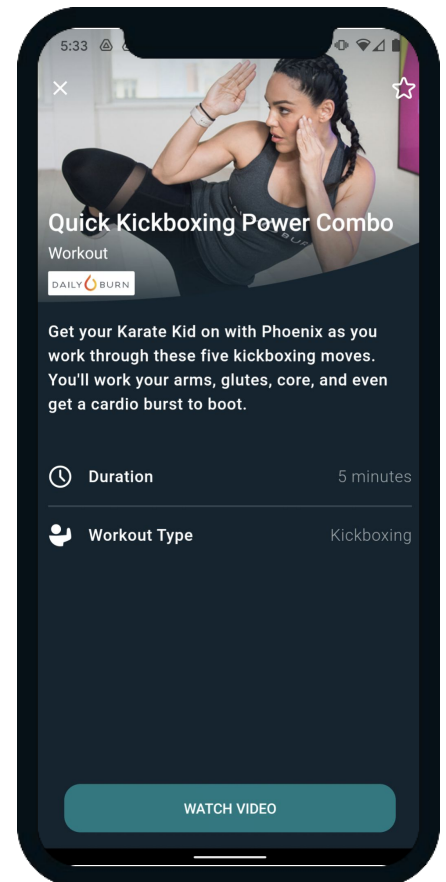 5:33
Quick Kickboxing Power Combo
Workout
DAILY BURN
Get your Karate Kid on with Phoenix as you
work through these five kickboxing moves.
You'll work your arms, glutes, core, and even
get a cardio burst to boot.
Duration 5 minutes
Workout Type Kickboxing
WATCH VIDEO